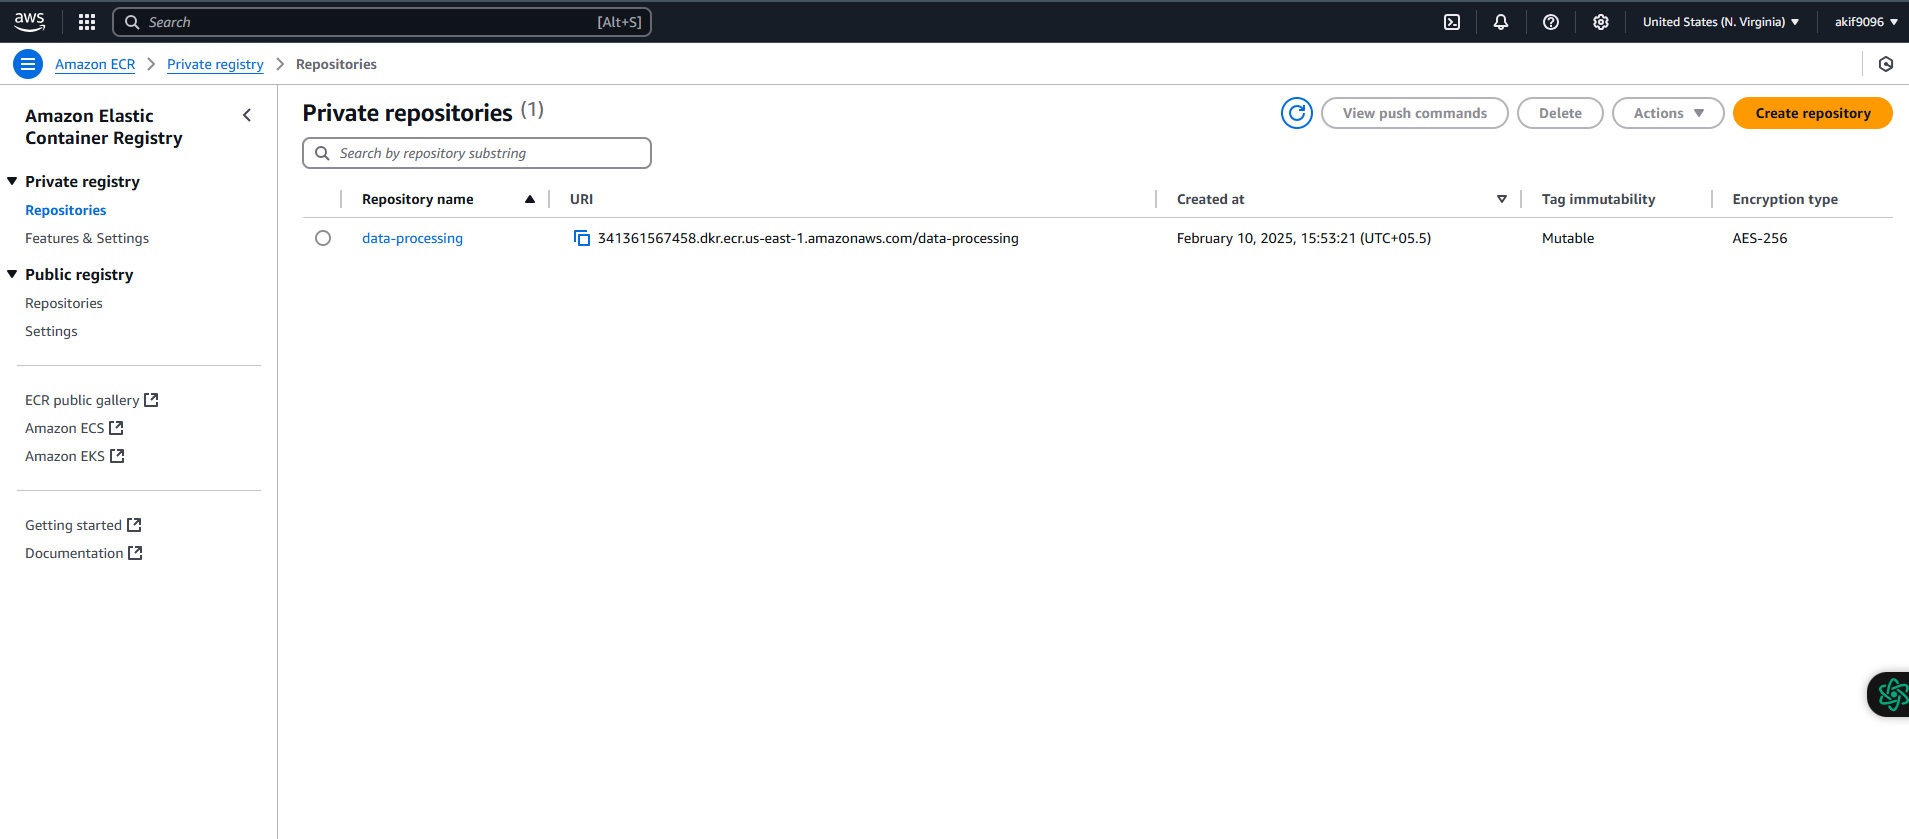 aws
Search [Alt+S]
United States (N. Virginia)
akif9096
Amazon ECR
Private registry
Repositories
Amazon Elastic
Container Registry
Private registry
Repositories
Features & Settings
Public registry
Repositories
Settings
ECR public gallery
Amazon ECS
Amazon EKS
Getting started
Documentation
Private repositories (1)
View push commands
Delete
Actions
Create repository
Search by repository substring
Repository name URI Created at Tag immutability Encryption type
data-processing 341361567458.dkr.ecr.us-east-1.amazonaws.com/data-processing February 10, 2025, 15:53:21 (UTC+05.5) Mutable AES-256